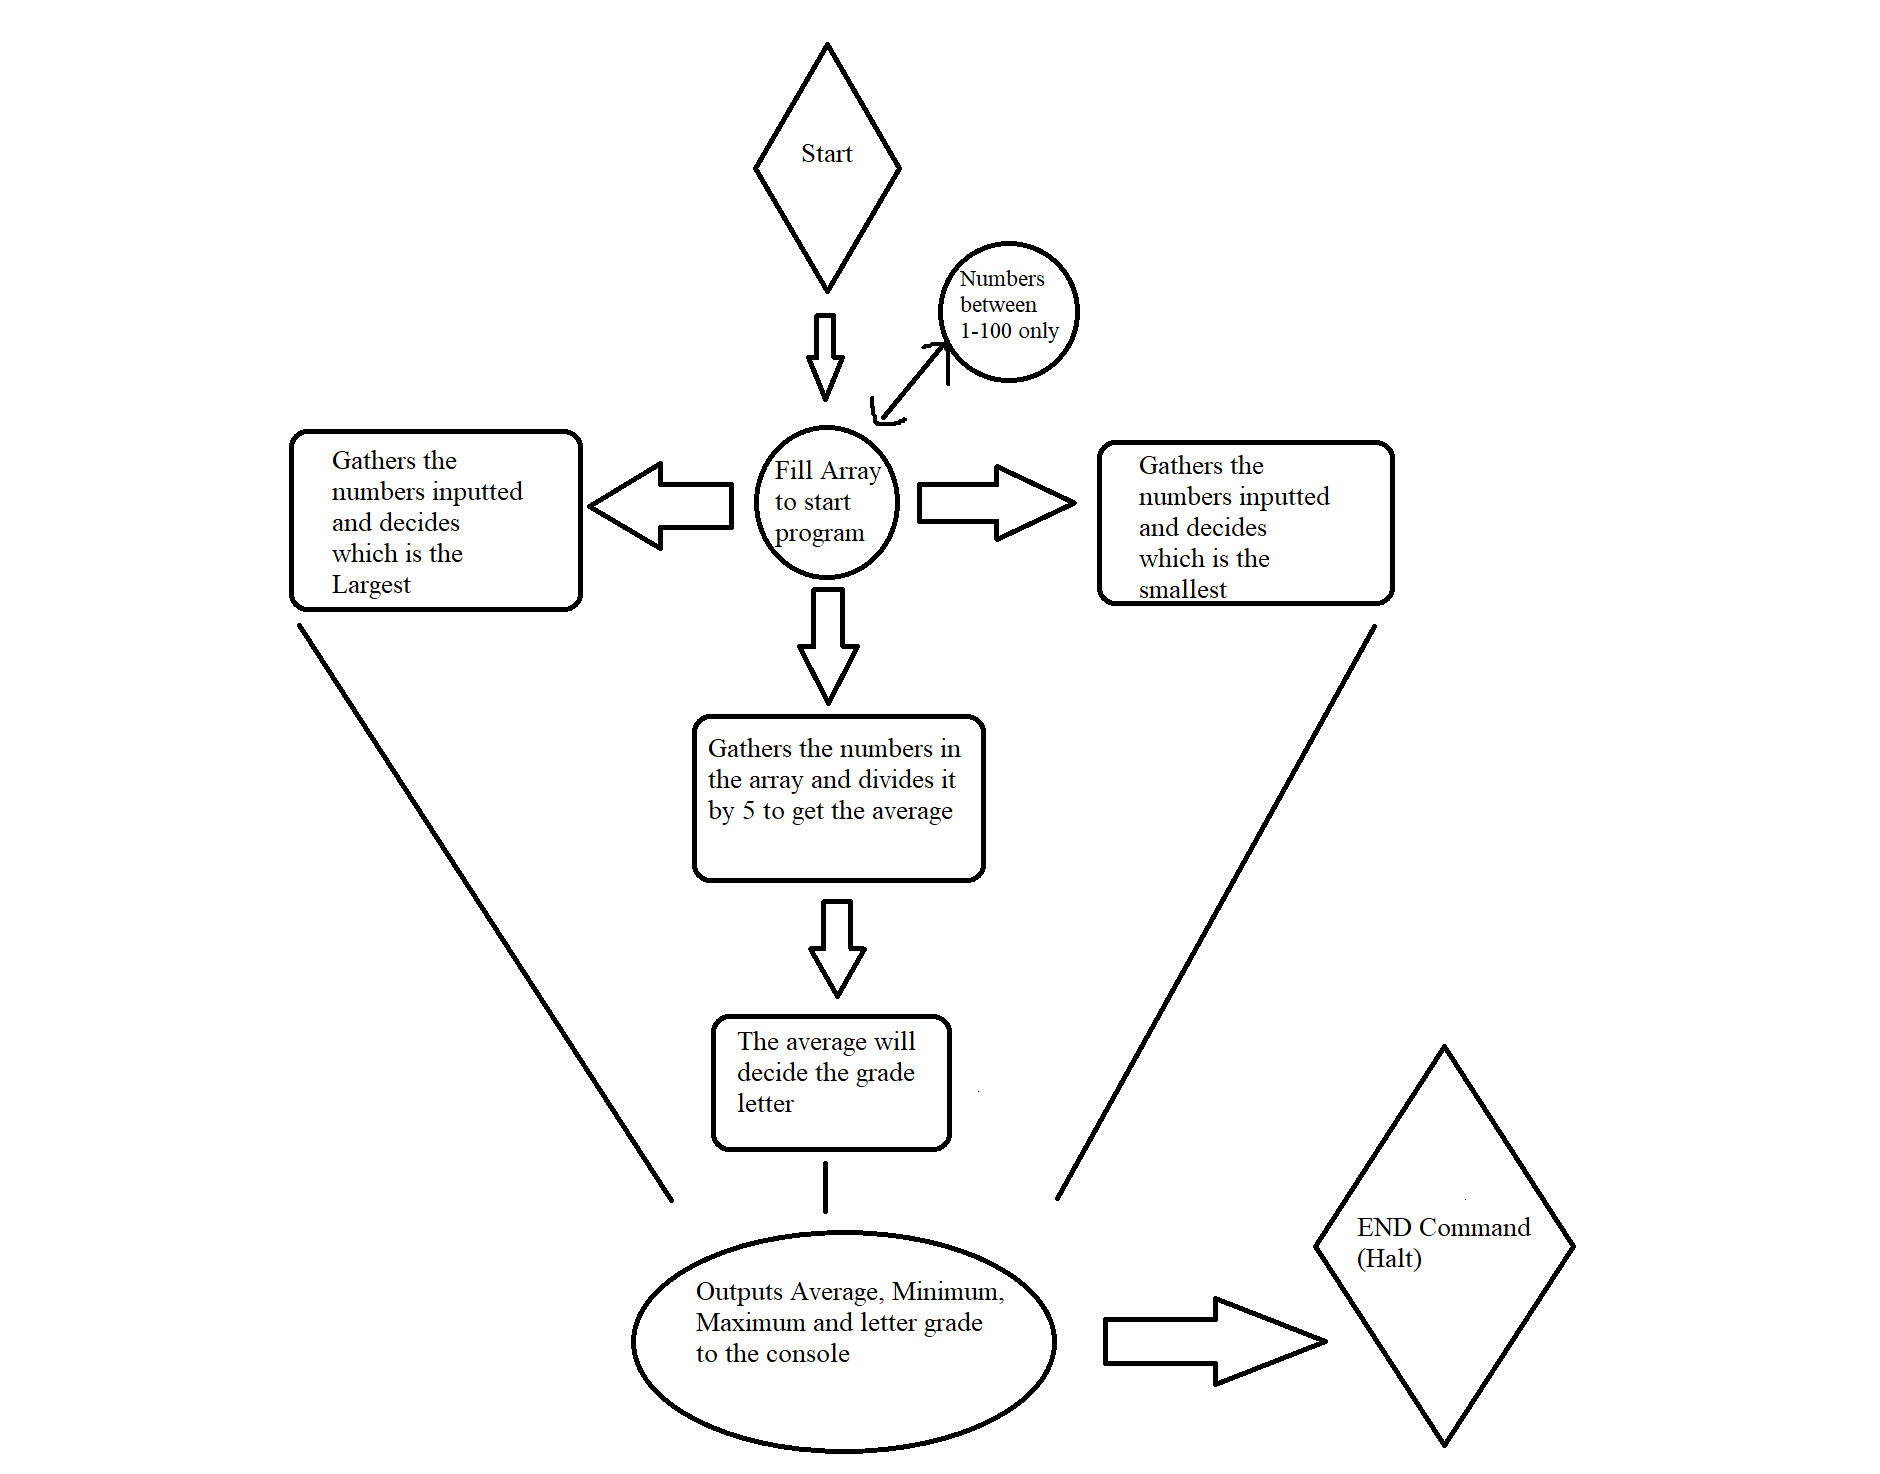 Start
Numbers
between
1-100 only
Gathers the
numbers inputted
and decides
which is the
Largest
Fill Array
to start
program
Gathers the
numbers inputted
and decides
which is the
smallest
Gathers the numbers in
the array and divides it
by 5 to get the average
The average will
decide the grade
letter
Outputs Average, Minimum,
Maximum and letter grade
to the console
END Command
(Halt)